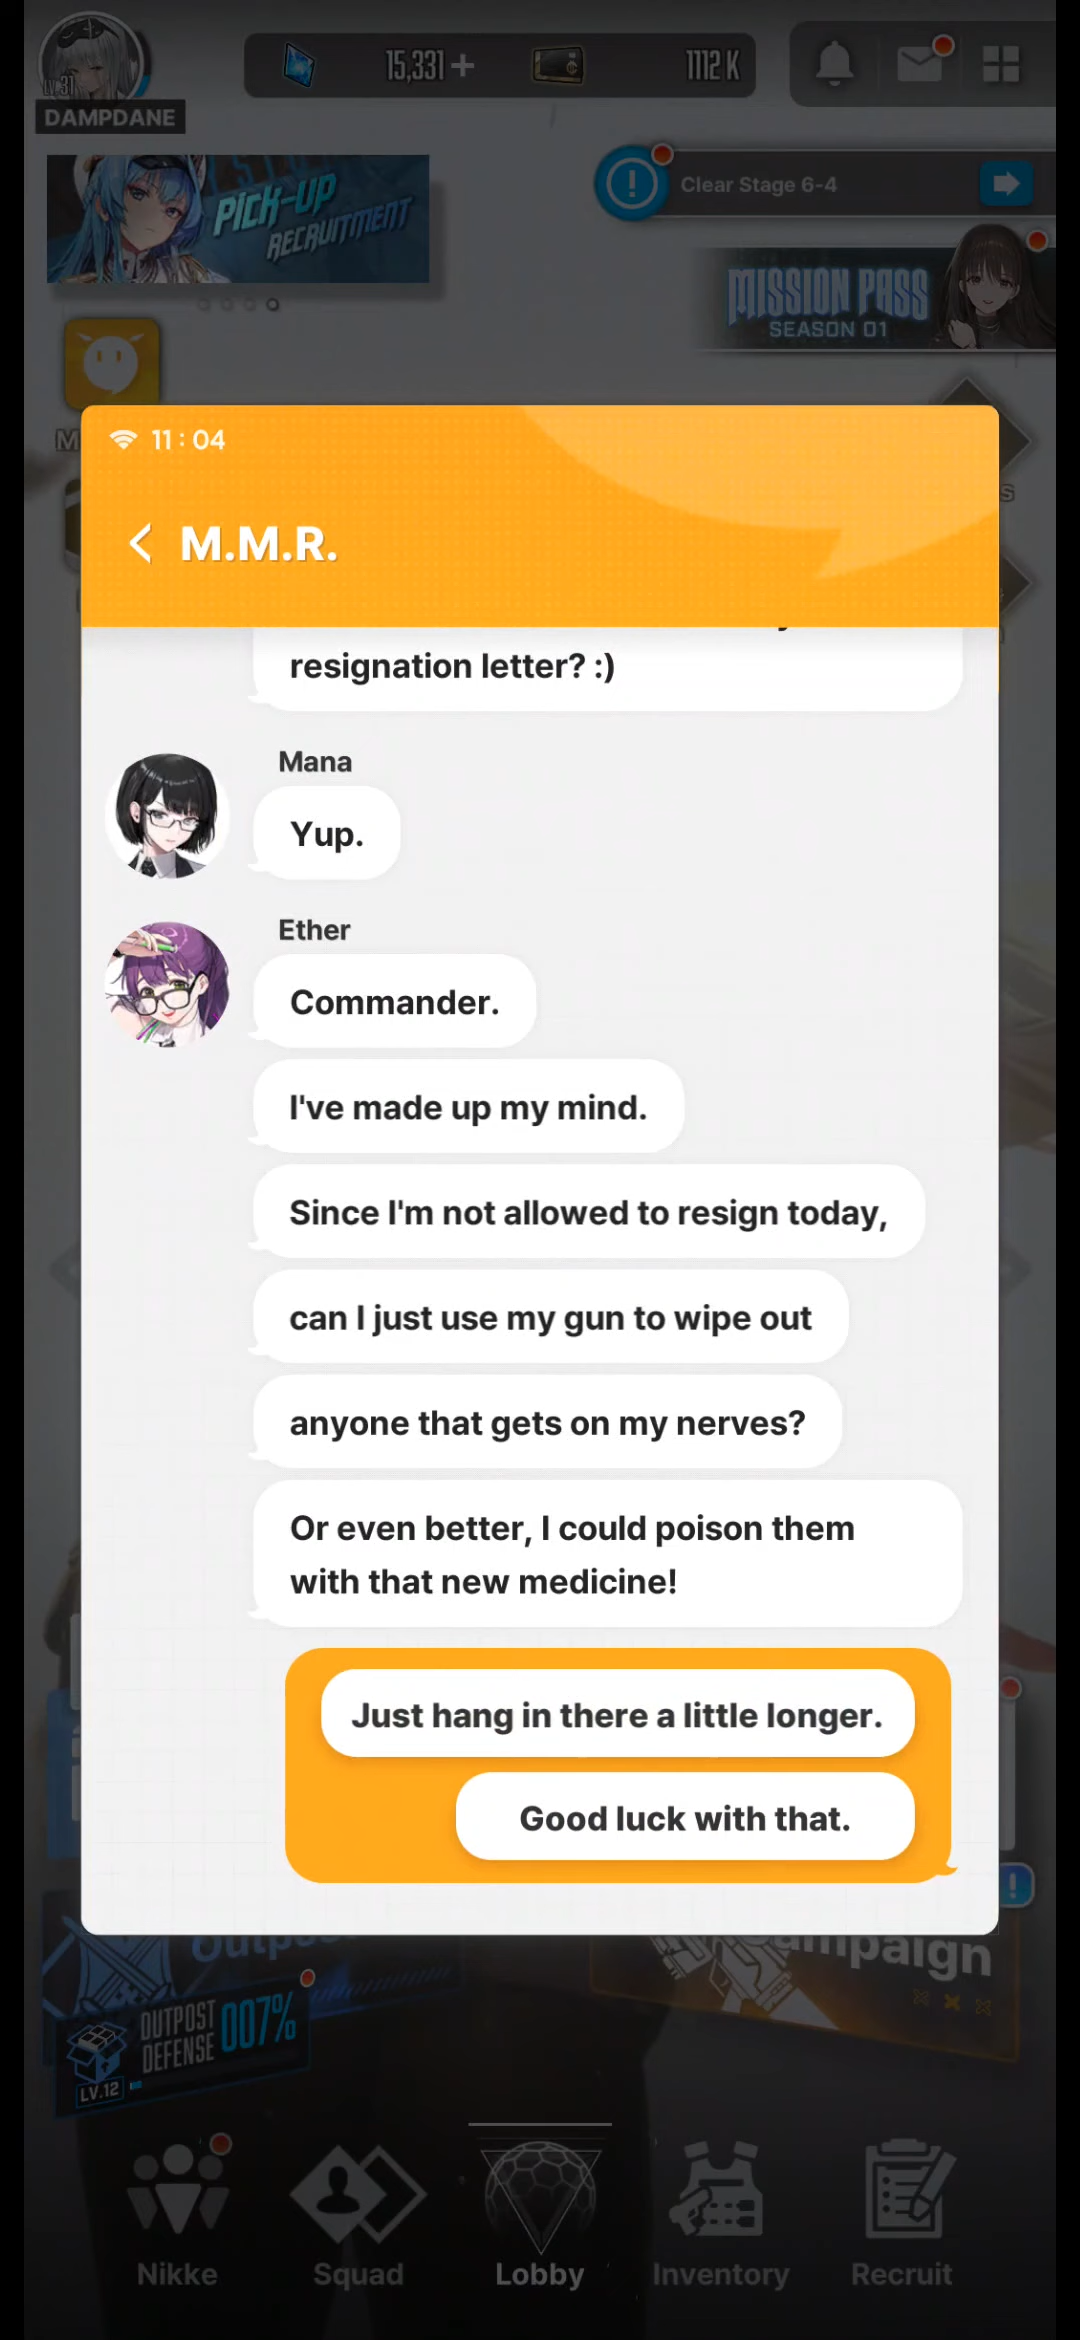 LV.31
15,331 +
1112 K
DAMPDANE
PICK-UP
RECRUITMENT
Clear Stage 6-4
MISSION PASS
SEASON 01
11 : 04
M.M.R.
resignation letter? :)
Mana
Yup.
Ether
Commander.
I've made up my mind.
Since I'm not allowed to resign today,
can I just use my gun to wipe out
anyone that gets on my nerves?
Or even better, I could poison them
with that new medicine!
Just hang in there a little longer.
Good luck with that.
Outpost
Campaign
OUTPOST
DEFENSE
007%
LV.12
Nikke
Squad
Lobby
Inventory
Recruit